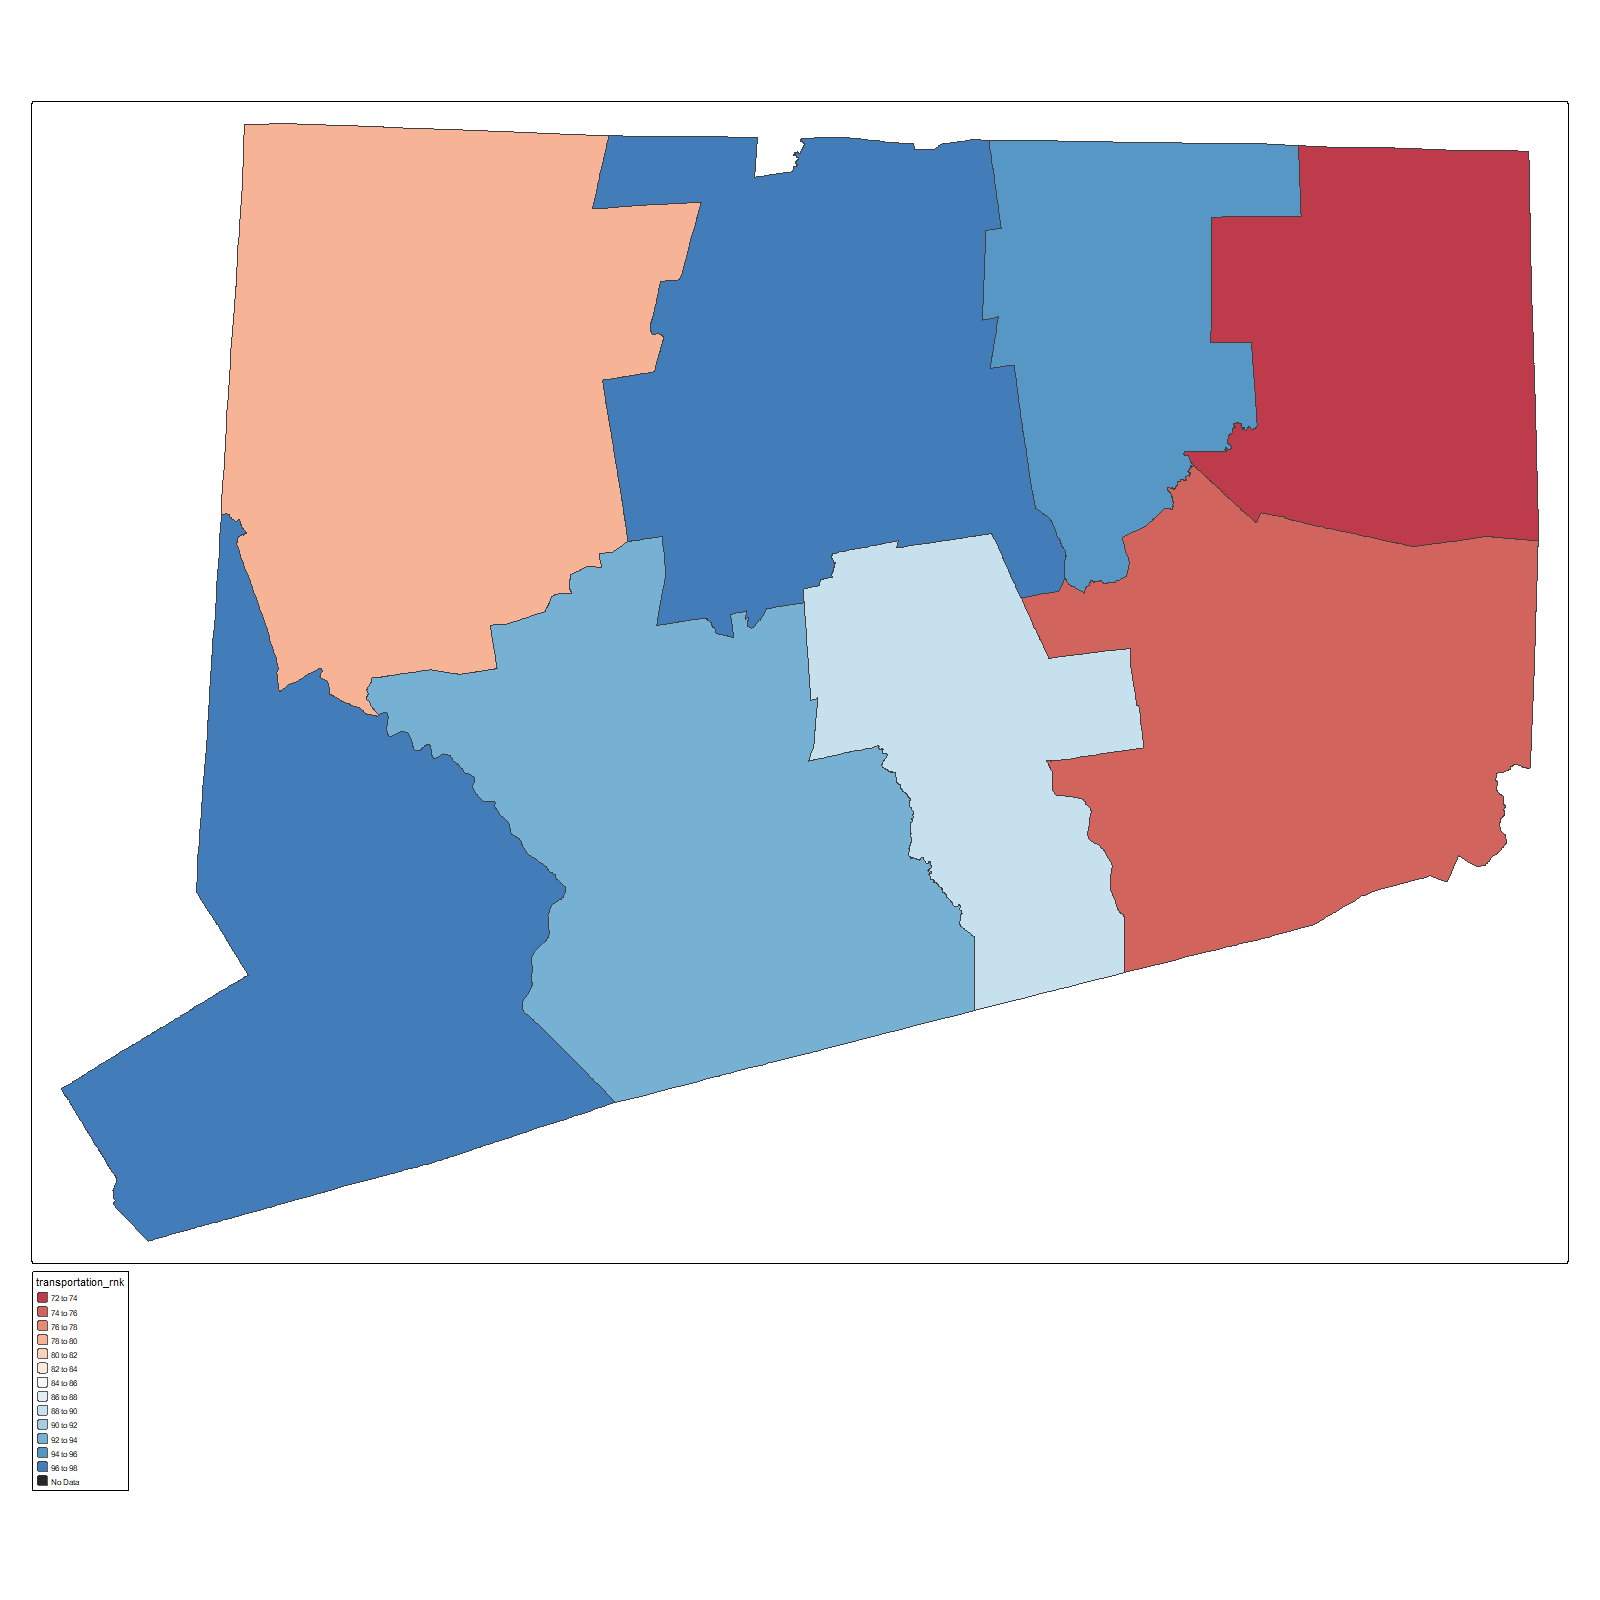 transportation_rnk
72 to 74
74 to 76
76 to 78
78 to 80
80 to 82
82 to 84
84 to 86
86 to 88
88 to 90
90 to 92
92 to 94
94 to 96
96 to 98
No Data